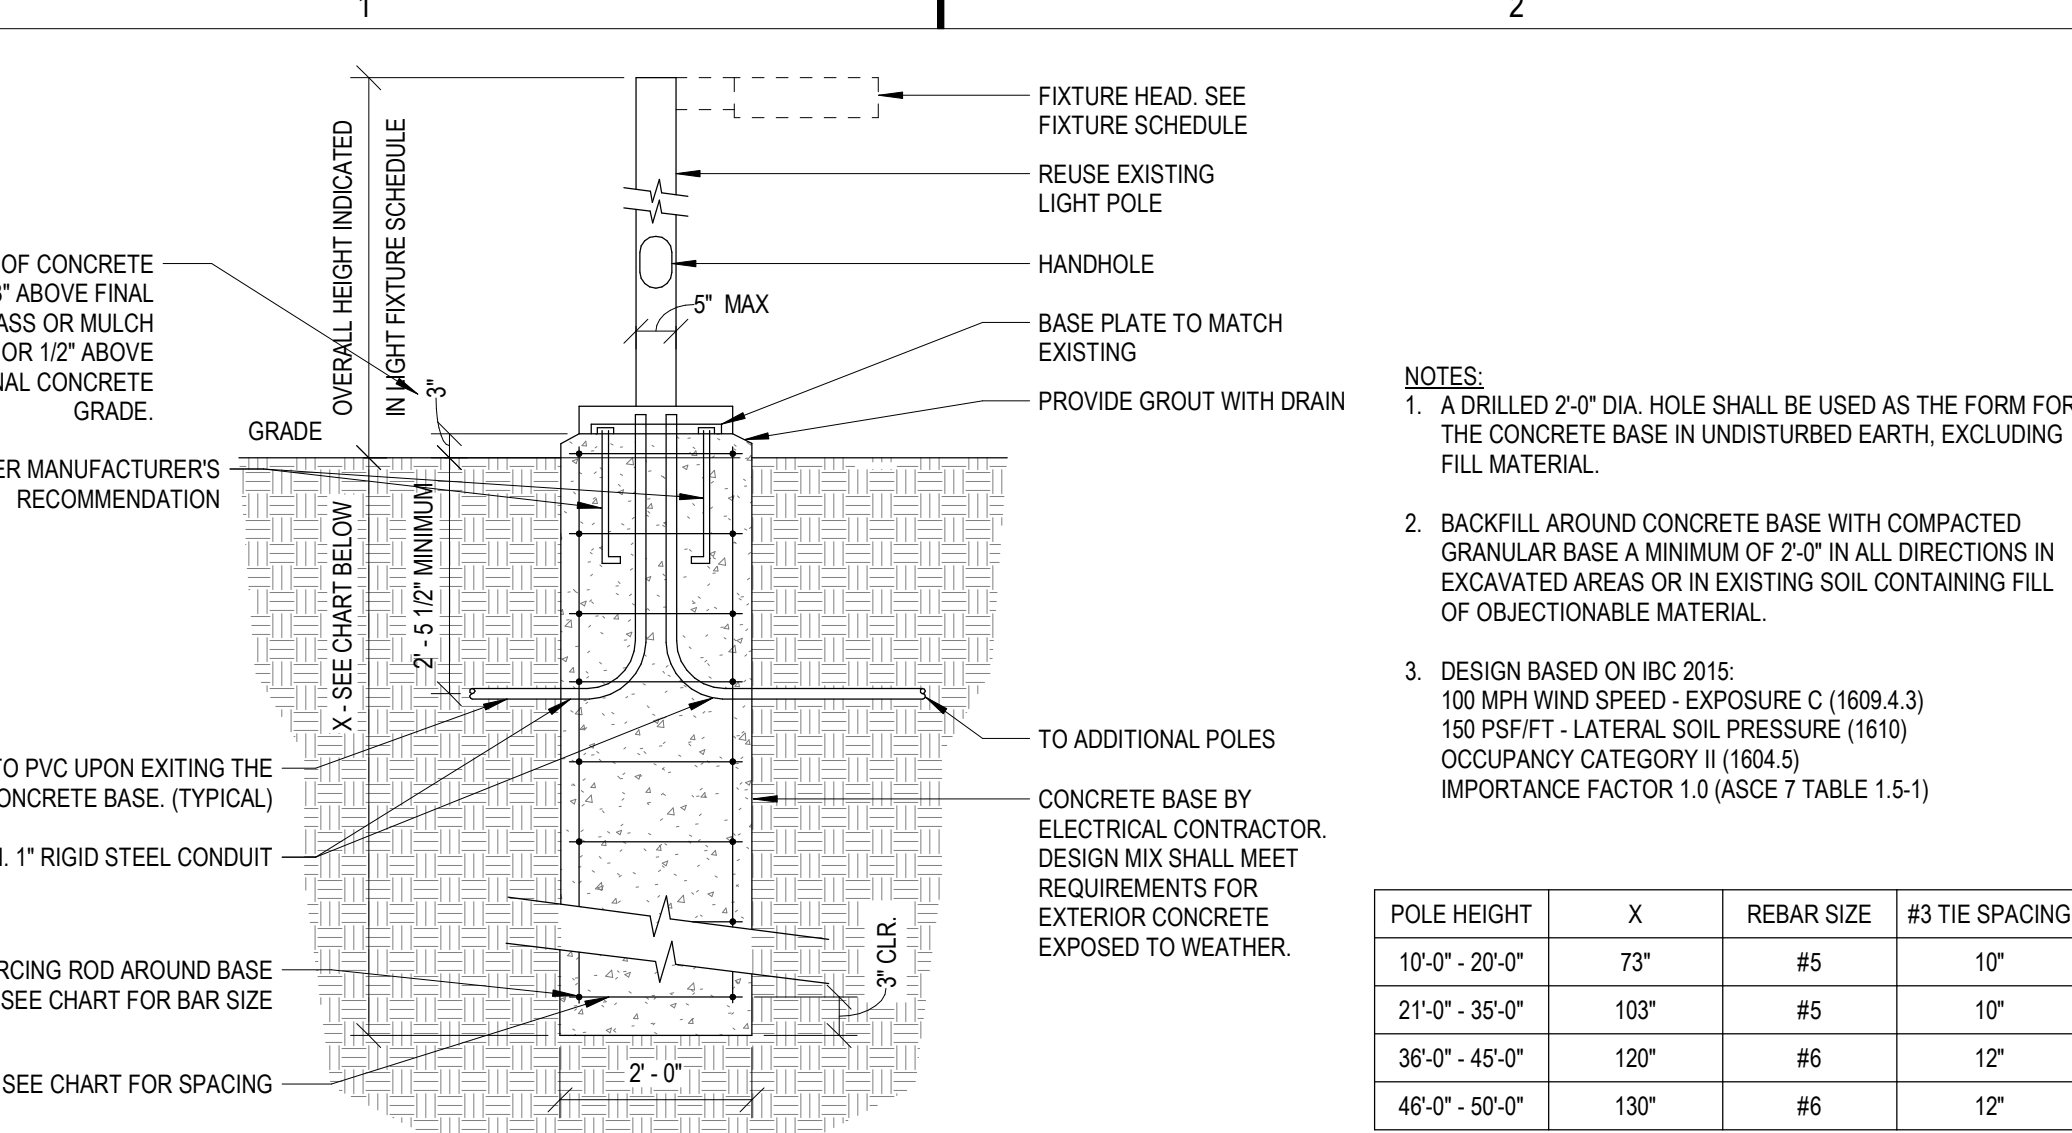 1
2
FIXTURE HEAD. SEE
FIXTURE SCHEDULE
REUSE EXISTING
LIGHT POLE
HANDHOLE
5" MAX
BASE PLATE TO MATCH
EXISTING
PROVIDE GROUT WITH DRAIN
OVERALL HEIGHT INDICATED
IN LIGHT FIXTURE SCHEDULE
OF CONCRETE
3" ABOVE FINAL
OR MULCH
OR 1/2" ABOVE
CONCRETE
GRADE.
3"
GRADE
MANUFACTURER'S
RECOMMENDATION
X - SEE CHART BELOW
2' - 5 1/2" MINIMUM
TO PVC UPON EXITING THE
CONCRETE BASE. (TYPICAL)
1" RIGID STEEL CONDUIT
ROD AROUND BASE
SEE CHART FOR BAR SIZE
SEE CHART FOR SPACING
TO ADDITIONAL POLES
CONCRETE BASE BY
ELECTRICAL CONTRACTOR.
DESIGN MIX SHALL MEET
REQUIREMENTS FOR
EXTERIOR CONCRETE
EXPOSED TO WEATHER.
3" CLR.
2' - 0"
NOTES:
1. A DRILLED 2'-0" DIA. HOLE SHALL BE USED AS THE FORM FOR
THE CONCRETE BASE IN UNDISTURBED EARTH, EXCLUDING
FILL MATERIAL.
2. BACKFILL AROUND CONCRETE BASE WITH COMPACTED
GRANULAR BASE A MINIMUM OF 2'-0" IN ALL DIRECTIONS IN
EXCAVATED AREAS OR IN EXISTING SOIL CONTAINING FILL
OF OBJECTIONABLE MATERIAL.
3. DESIGN BASED ON IBC 2015:
100 MPH WIND SPEED - EXPOSURE C (1609.4.3)
150 PSF/FT - LATERAL SOIL PRESSURE (1610)
OCCUPANCY CATEGORY II (1604.5)
IMPORTANCE FACTOR 1.0 (ASCE 7 TABLE 1.5-1)
POLE HEIGHT X REBAR SIZE #3 TIE SPACING
10'-0" - 20'-0" 73" #5 10"
21'-0" - 35'-0" 103" #5 10"
36'-0" - 45'-0" 120" #6 12"
46'-0" - 50'-0" 130" #6 12"